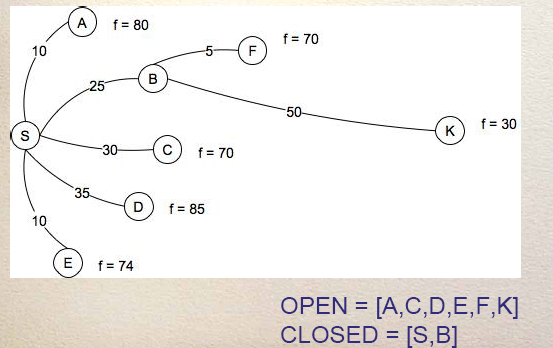 A f = 80
10
5 F f = 70
25 B
50
K f = 30
S
30 C f = 70
35
D f = 85
10
E f = 74
OPEN = [A,C,D,E,F,K]
CLOSED = [S,B]